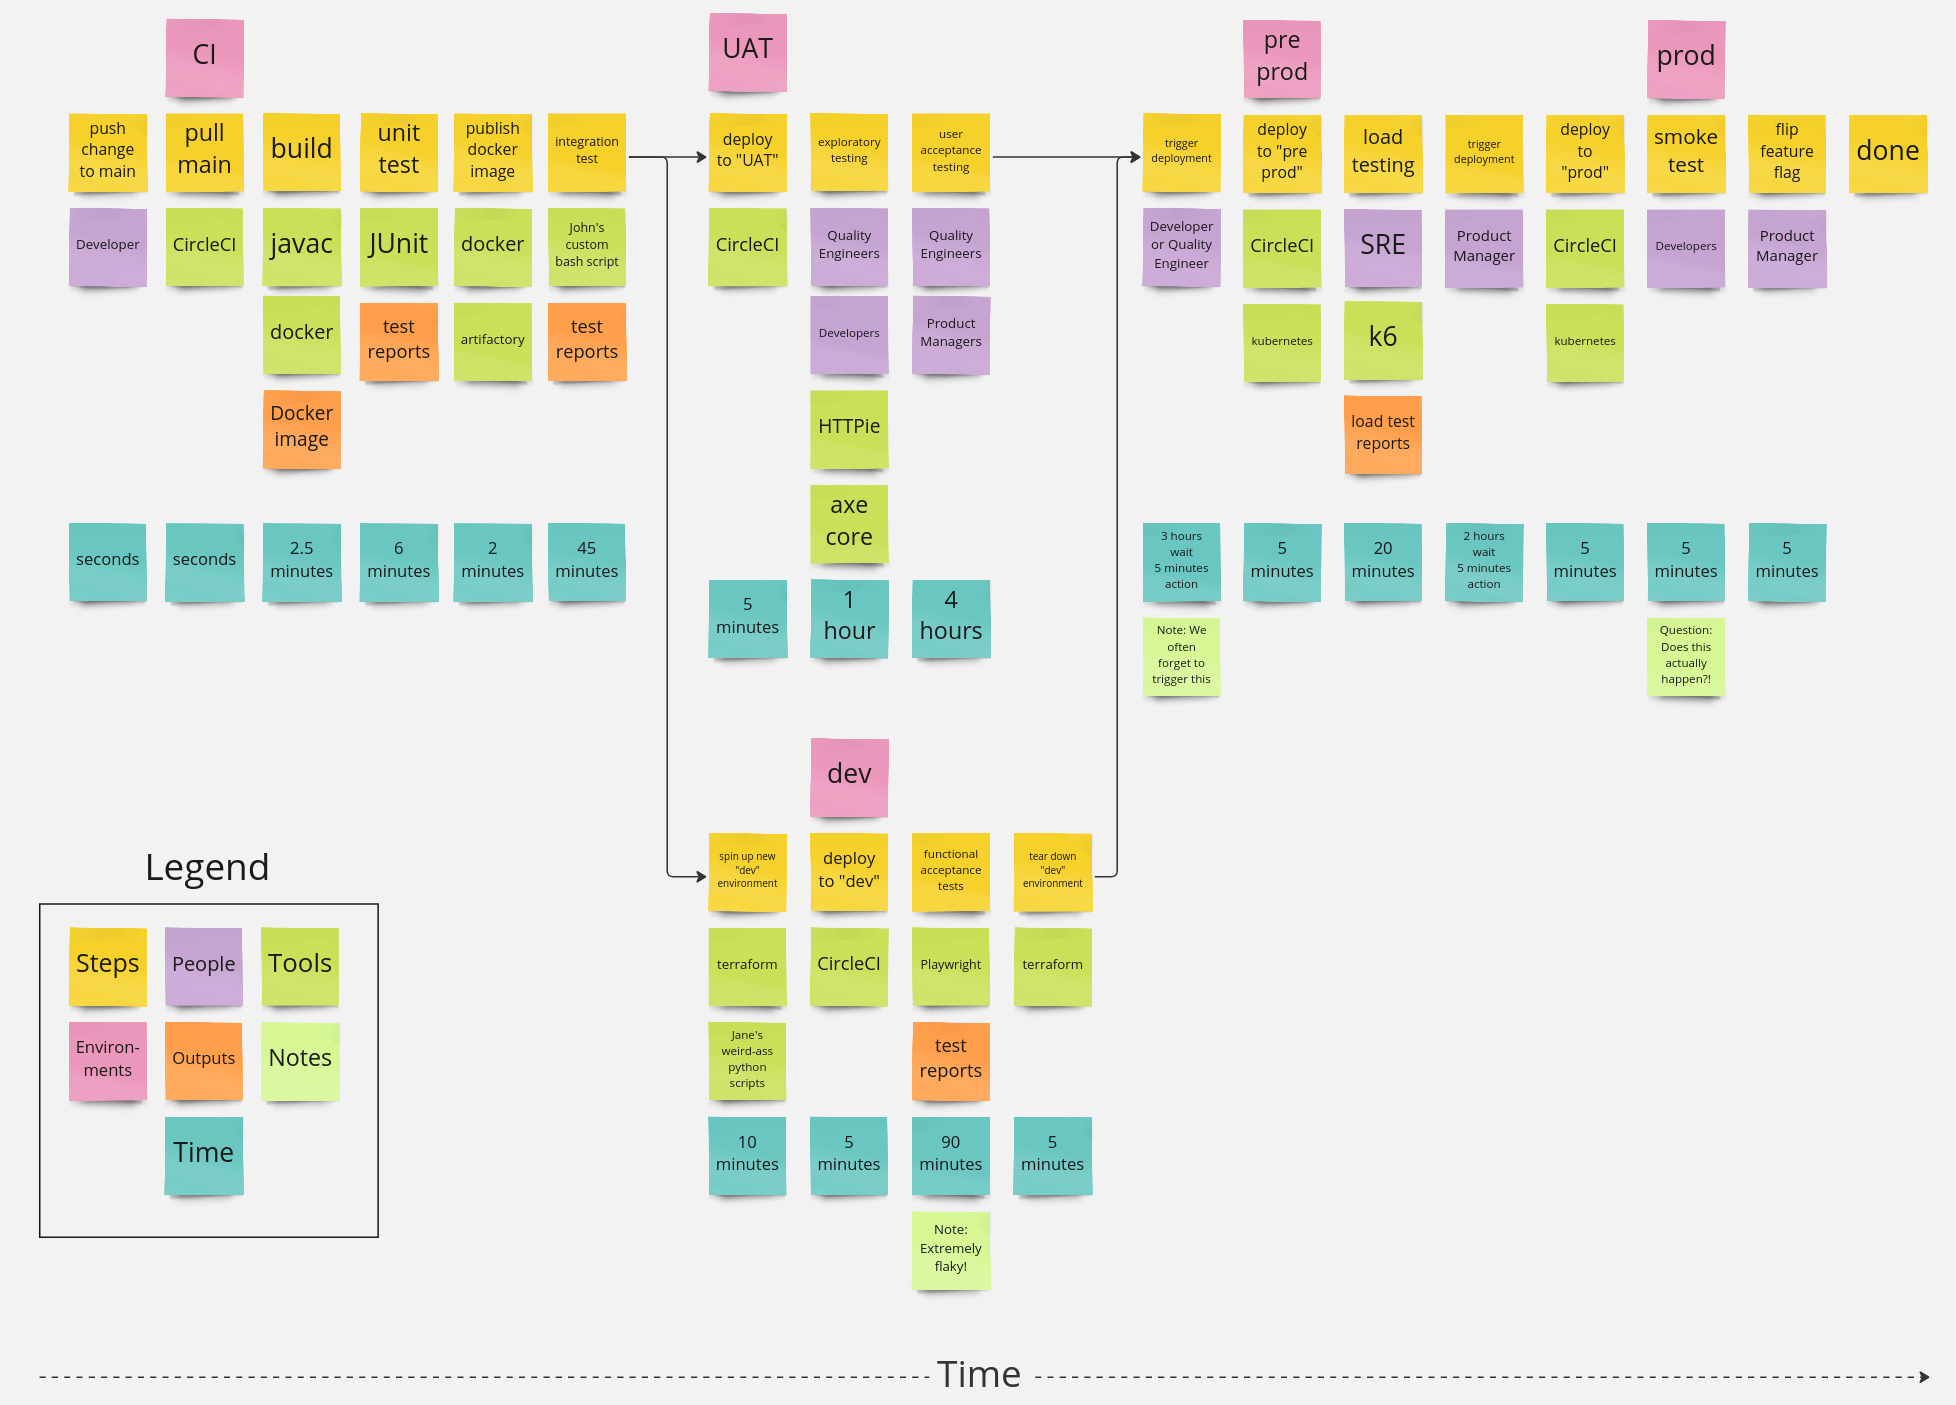 CI
UAT
pre
prod
prod
push
change
to main
pull
main
build
unit
test
publish
docker
image
integration
test
deploy
to "UAT"
exploratory
testing
user
acceptance
testing
trigger
deployment
deploy
to "pre
prod"
load
testing
trigger
deployment
deploy
to
"prod"
smoke
test
flip
feature
flag
done
Developer
CircleCI
javac
JUnit
docker
John's
custom
bash script
CircleCI
Quality
Engineers
Quality
Engineers
Developer
or Quality
Engineer
CircleCI
SRE
Product
Manager
CircleCI
Developers
Product
Manager
docker
test
reports
artifactory
test
reports
Developers
Product
Managers
kubernetes
k6
kubernetes
Docker
image
HTTPie
load test
reports
axe
core
seconds
seconds
2.5
minutes
6
minutes
2
minutes
45
minutes
5
minutes
1
hour
4
hours
3 hours
wait
5 minutes
action
5
minutes
20
minutes
2 hours
wait
5 minutes
action
5
minutes
5
minutes
5
minutes
Note: We
often
forget to
trigger this
Question:
Does this
actually
happen?!
dev
spin up new
"dev"
environment
deploy
to "dev"
functional
acceptance
tests
tear down
"dev"
environment
terraform
CircleCI
Playwright
terraform
Jane's
weird-ass
python
scripts
test
reports
10
minutes
5
minutes
90
minutes
5
minutes
Note:
Extremely
flaky!
Legend
Steps
People
Tools
Environ-
ments
Outputs
Notes
Time
Time